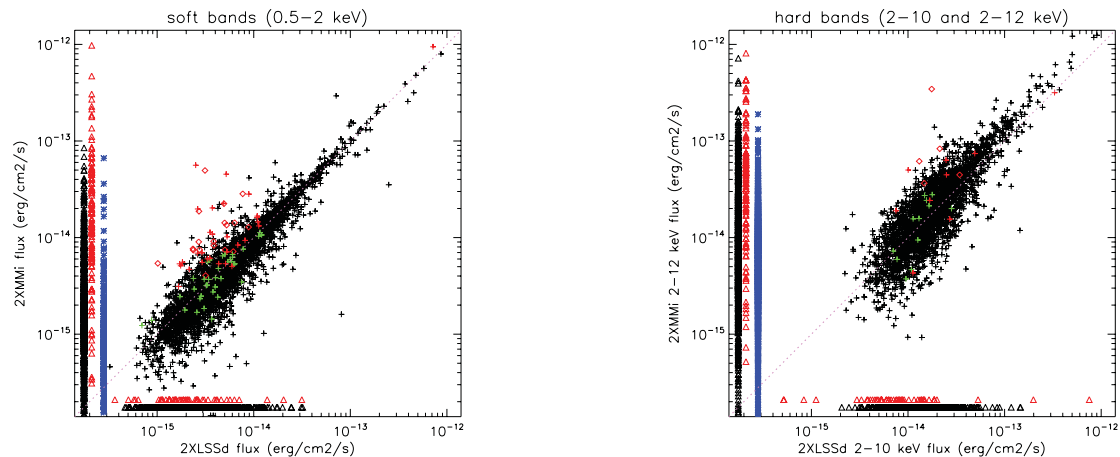 soft bands (0.5−2 keV)
10⁻¹²
10⁻¹³
10⁻¹⁴
10⁻¹⁵
2XMMi flux (erg/cm2/s)
10⁻¹⁵ 10⁻¹⁴ 10⁻¹³ 10⁻¹²
2XLSSd flux (erg/cm2/s)
hard bands (2−10 and 2−12 keV)
10⁻¹²
10⁻¹³
10⁻¹⁴
10⁻¹⁵
2XMMi 2−12 keV flux (erg/cm2/s)
10⁻¹⁵ 10⁻¹⁴ 10⁻¹³ 10⁻¹²
2XLSSd 2−10 keV flux (erg/cm2/s)